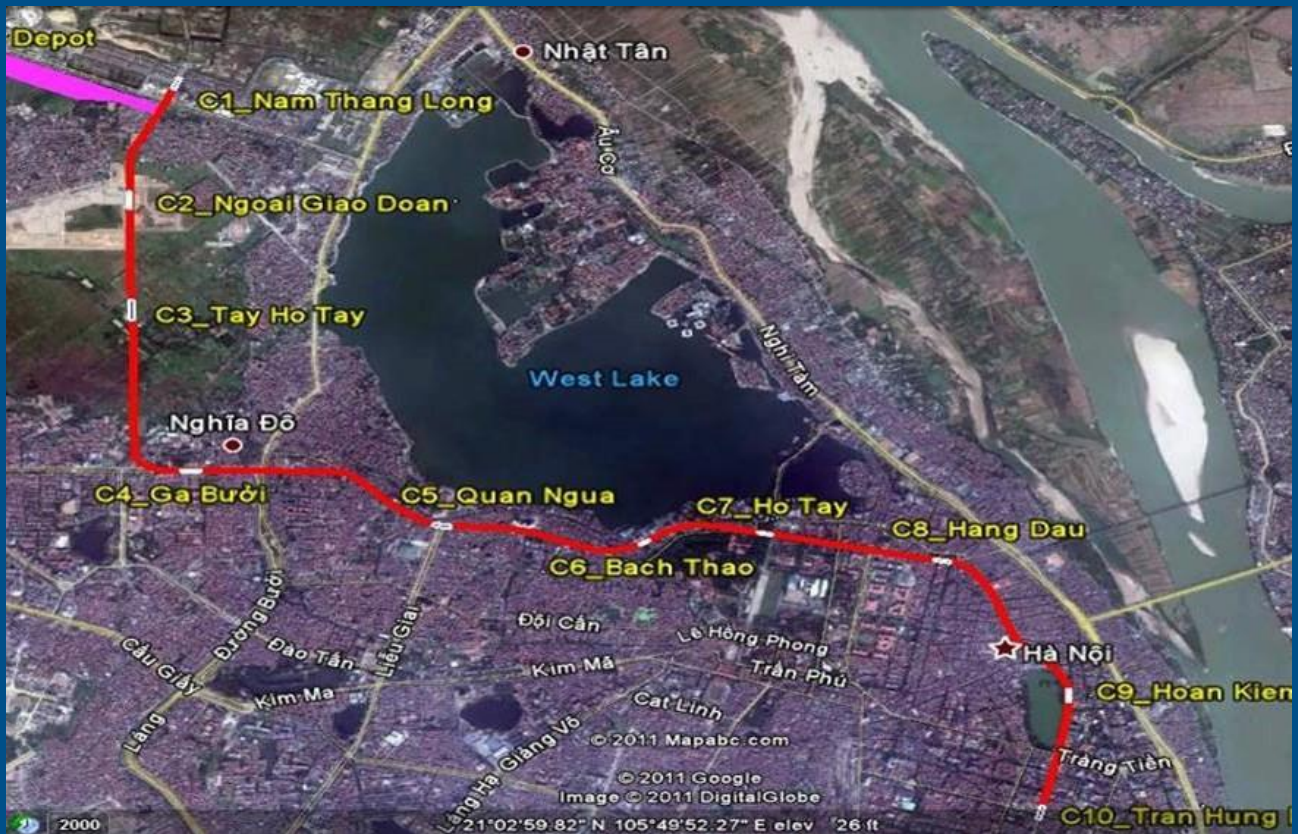 Depot
Nhật Tân
C1_Nam Thang Long
Âu Cơ
C2_Ngoai Giao Doan
C3_Tay Ho Tay
Nghi Tàm
West Lake
Nghĩa Đô
C4_Ga Bưởi
C5_Quan Ngua
C7_Ho Tay
C8_Hang Dau
C6_Bach Thao
Đường Bưởi
Đội Cấn
Lê Hồng Phong
Đào Tấn
Liễu Giai
Hà Nội
Cầu Giấy
Kim Mã
Trần Phú
Kim Ma
C9_Hoan Kiem
Cat Linh
Láng
Láng Hạ Giảng Võ
© 2011 Mapabc.com
Tràng Tiền
© 2011 Google
Image © 2011 DigitalGlobe
C10_Tran Hung
2000
21°02'59.82" N 105°49'52.27" E elev 26 ft